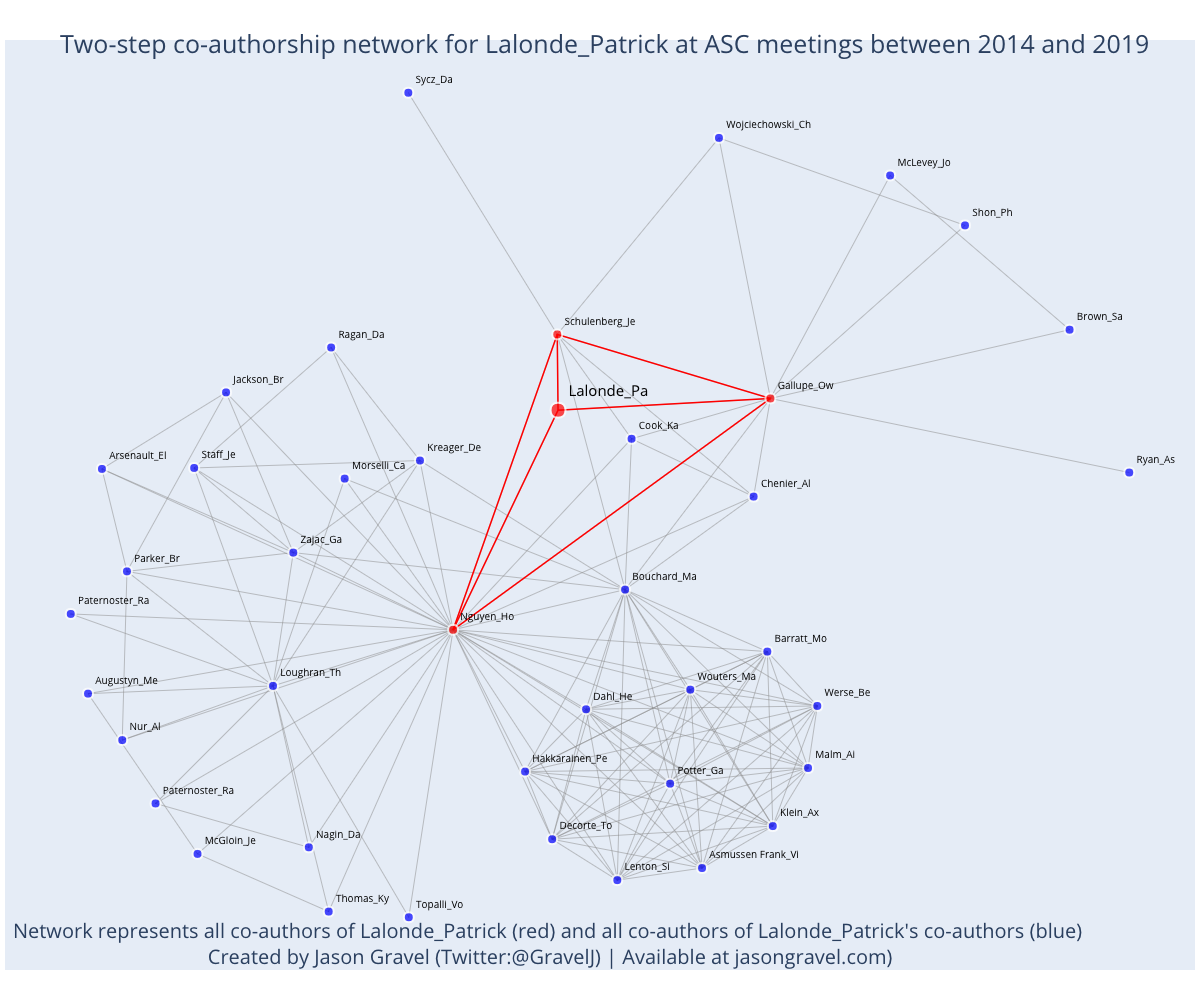 Two-step co-authorship network for Lalonde_Patrick at ASC meetings between 2014 and 2019
Sycz_Da
Wojciechowski_Ch
McLevey_Jo
Shon_Ph
Brown_Sa
Schulenberg_Je
Ragan_Da
Jackson_Br
Lalonde_Pa
Gallupe_Ow
Cook_Ka
Kreager_De
Arsenault_El
Staff_Je
Morselli_Ca
Ryan_As
Chenier_Al
Zajac_Ga
Parker_Br
Bouchard_Ma
Paternoster_Ra
Nguyen_Ho
Barratt_Mo
Loughran_Th
Augustyn_Me
Wouters_Ma
Dahl_He
Werse_Be
Nur_Al
Hakkarainen_Pe
Malm_Ai
Potter_Ga
Paternoster_Ra
Klein_Ax
Decorte_To
McGloin_Je
Nagin_Da
Asmussen Frank_Vi
Lenton_Si
Thomas_Ky
Topalli_Vo
Network represents all co-authors of Lalonde_Patrick (red) and all co-authors of Lalonde_Patrick's co-authors (blue)
Created by Jason Gravel (Twitter:@GravelJ) | Available at jasongravel.com)